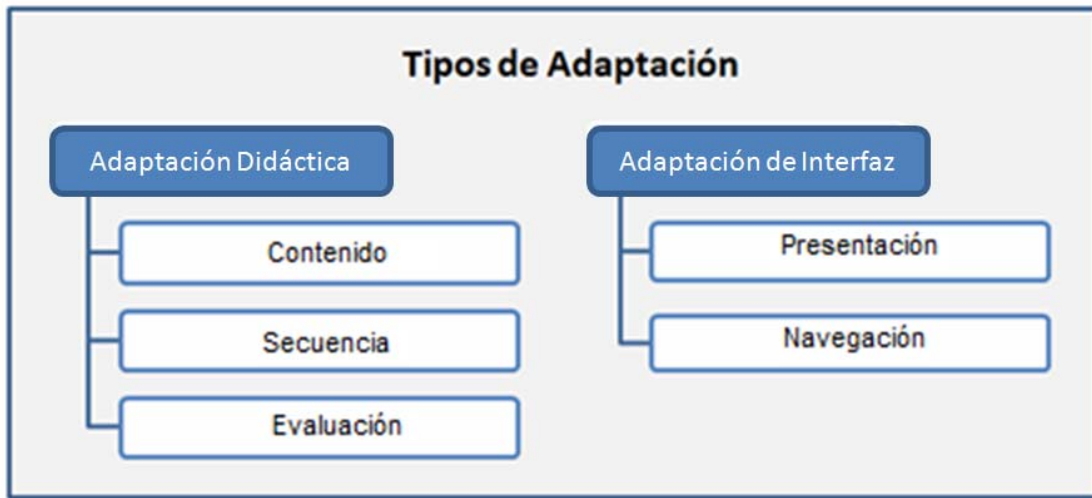 Tipos de Adaptación
Adaptación Didáctica
Contenido
Secuencia
Evaluación
Adaptación de Interfaz
Presentación
Navegación